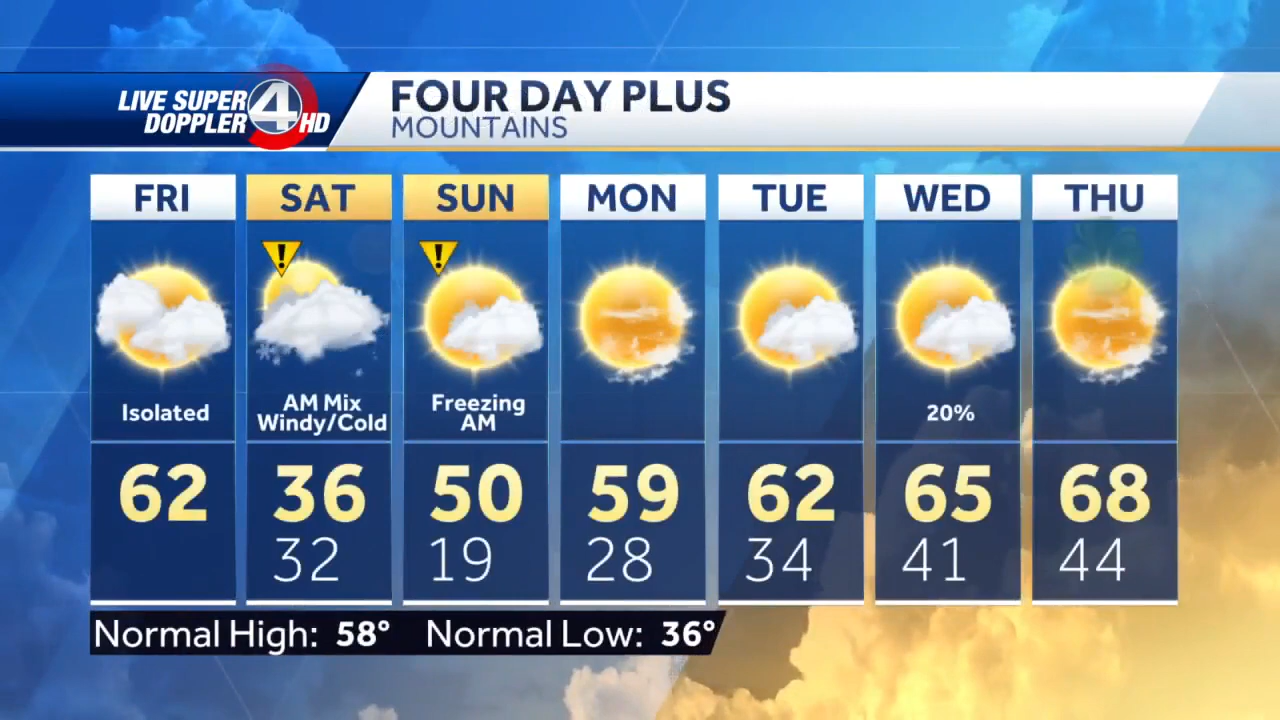 LIVE SUPER
DOPPLER 4 HD
FOUR DAY PLUS
MOUNTAINS
FRI SAT SUN MON TUE WED THU
! !
Isolated
AM Mix
Windy/Cold
Freezing
AM
20%
62 36 50 59 62 65 68
32 19 28 34 41 44
Normal High: 58° Normal Low: 36°